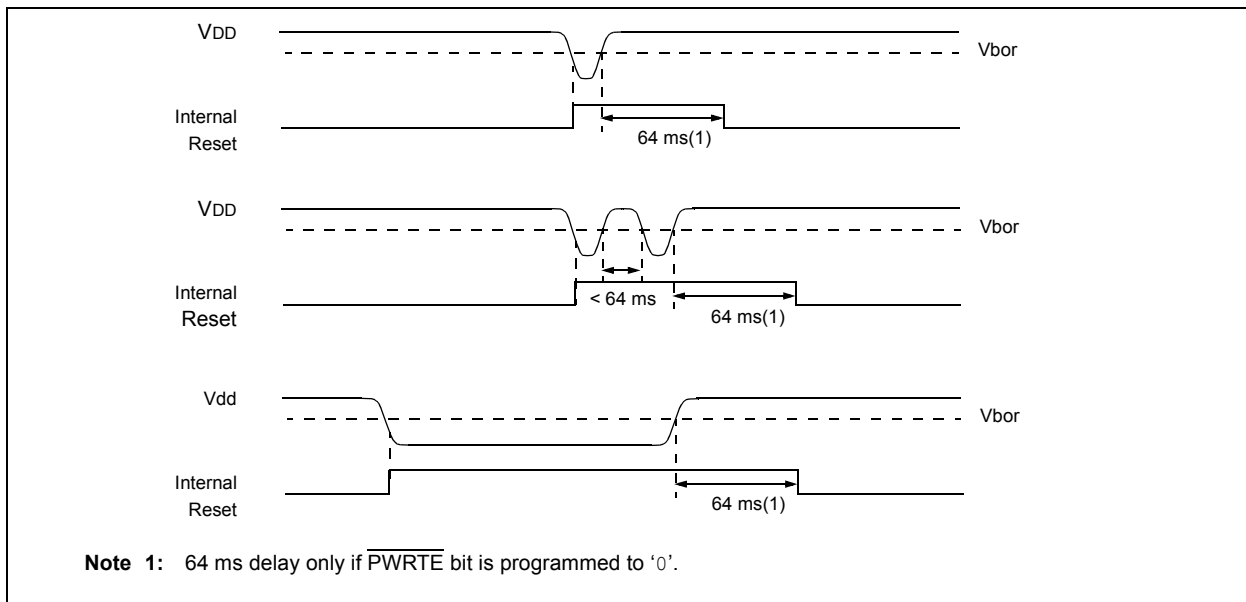 VDD
Vbor
Internal
Reset
64 ms(1)
VDD
Vbor
Internal
Reset
< 64 ms
64 ms(1)
Vdd
Vbor
Internal
Reset
64 ms(1)
Note 1: 64 ms delay only if PWRTE bit is programmed to ‘0’.